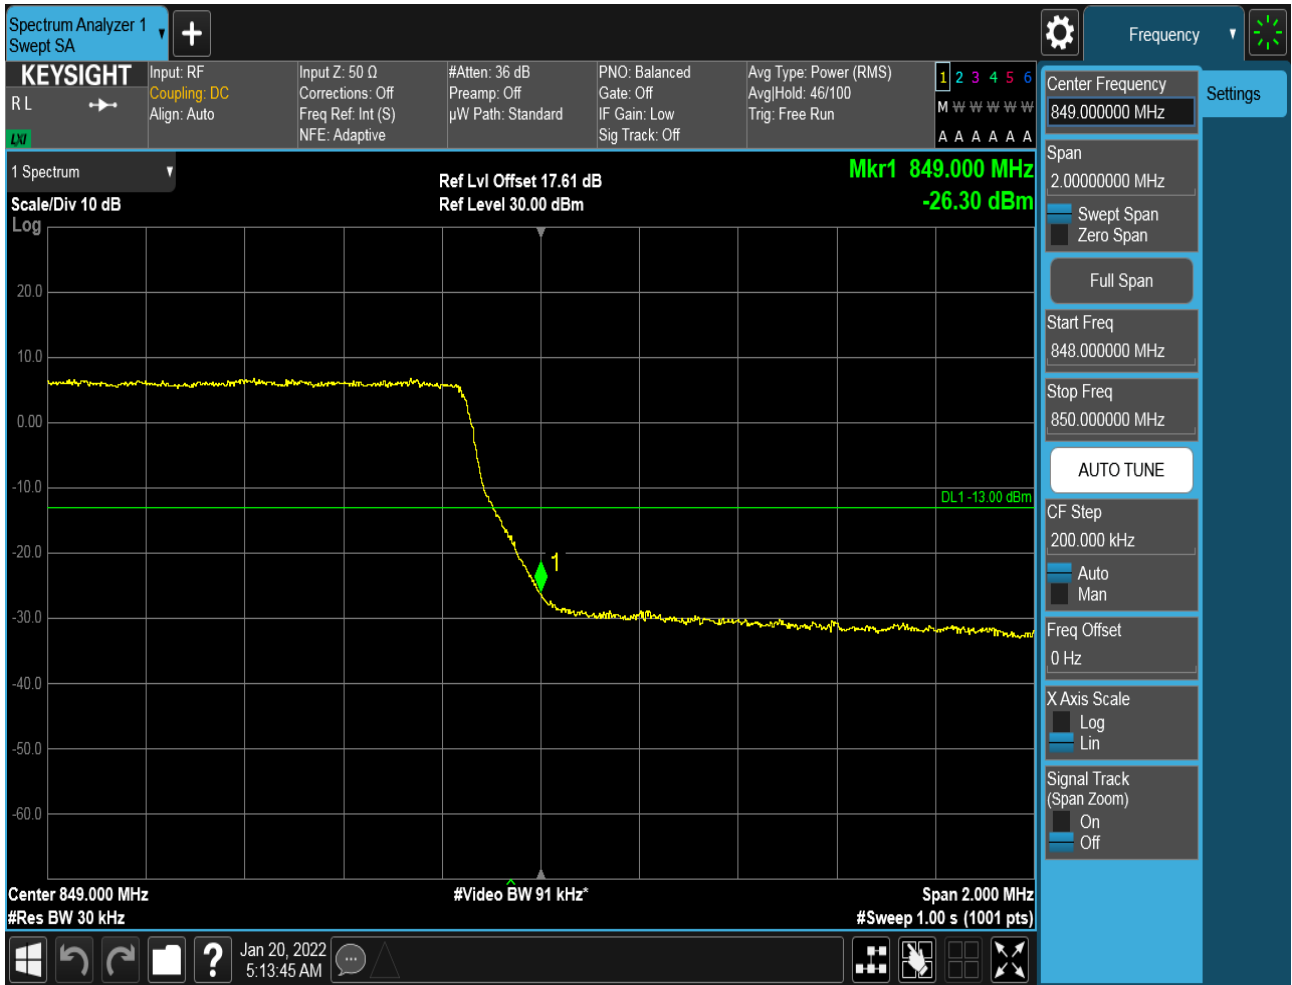 Spectrum Analyzer 1
Swept SA
Frequency
KEYSIGHT
R L
LXI
Input: RF
Coupling: DC
Align: Auto
Input Z: 50 Ω
Corrections: Off
Freq Ref: Int (S)
NFE: Adaptive
#Atten: 36 dB
Preamp: Off
µW Path: Standard
PNO: Balanced
Gate: Off
IF Gain: Low
Sig Track: Off
Avg Type: Power (RMS)
Avg|Hold: 46/100
Trig: Free Run
1 2 3 4 5 6
M W W W W W
A A A A A A
1 Spectrum
Scale/Div 10 dB
Log
Ref Lvl Offset 17.61 dB
Ref Level 30.00 dBm
Mkr1 849.000 MHz
-26.30 dBm
20.0
10.0
0.00
-10.0
-20.0
-30.0
-40.0
-50.0
-60.0
DL1 -13.00 dBm
1
Center 849.000 MHz
#Res BW 30 kHz
#Video BW 91 kHz*
Span 2.000 MHz
#Sweep 1.00 s (1001 pts)
Jan 20, 2022
5:13:45 AM
Center Frequency
849.000000 MHz
Settings
Span
2.00000000 MHz
Swept Span
Zero Span
Full Span
Start Freq
848.000000 MHz
Stop Freq
850.000000 MHz
AUTO TUNE
CF Step
200.000 kHz
Auto
Man
Freq Offset
0 Hz
X Axis Scale
Log
Lin
Signal Track
(Span Zoom)
On
Off